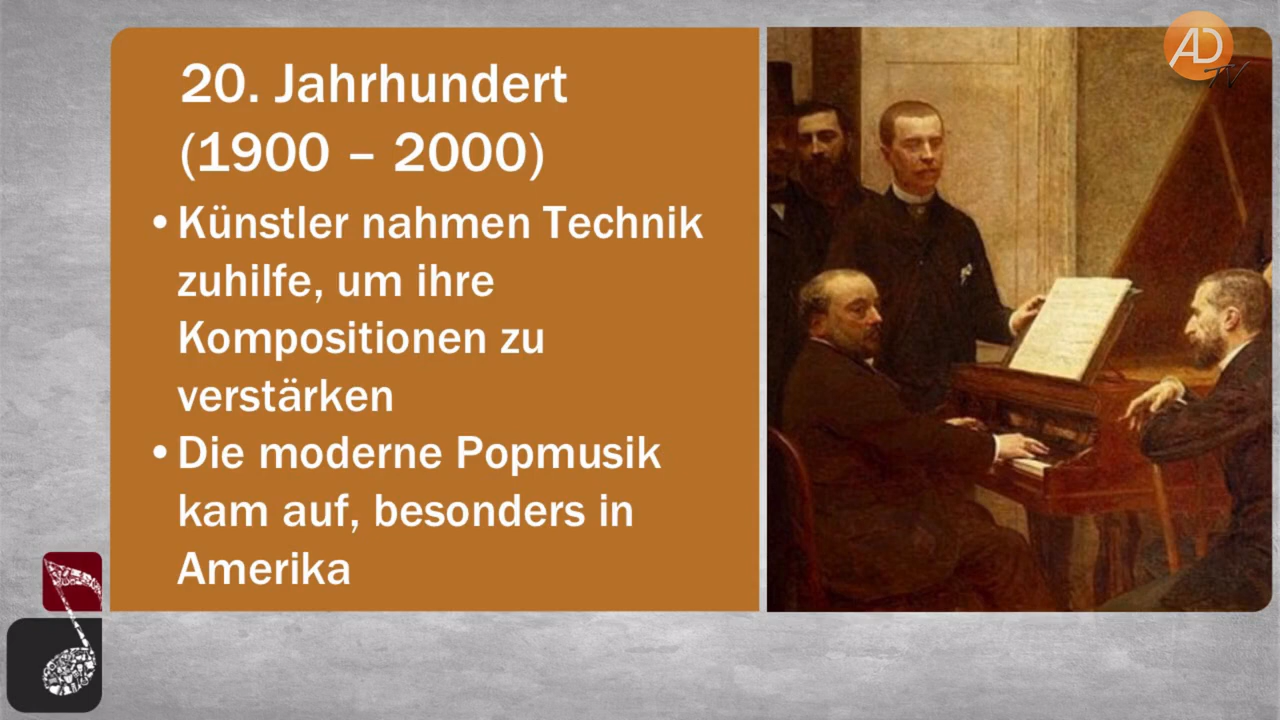 20. Jahrhundert
(1900 – 2000)
• Künstler nahmen Technik
zuhilfe, um ihre
Kompositionen zu
verstärken
• Die moderne Popmusik
kam auf, besonders in
Amerika
AD
TV